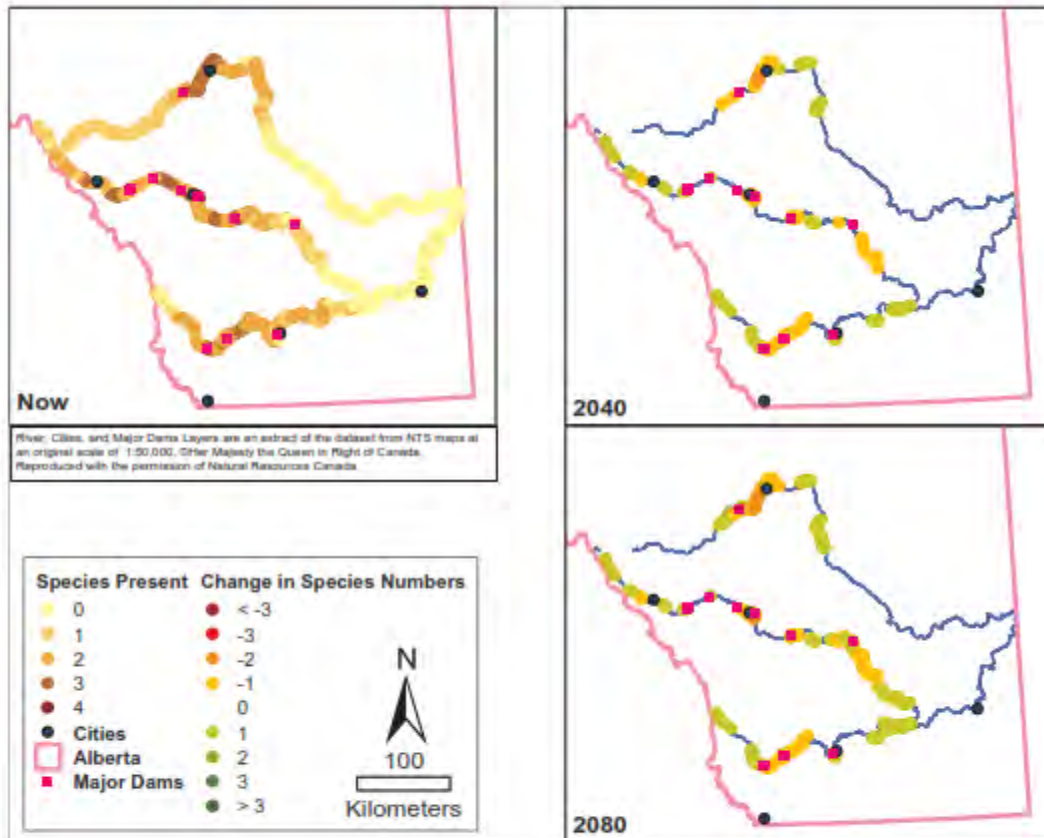 Now
2040
River, Cities, and Major Dams Layers are an extract of the dataset from NTS maps at
an original scale of 1:50,000. ©Her Majesty the Queen in Right of Canada.
Reproduced with the permission of Natural Resources Canada
Species Present Change in Species Numbers
0 < -3
1 -3
2 -2
3 -1
4 0
Cities 1
Alberta 2
Major Dams 3
> 3
N
100
Kilometers
2080